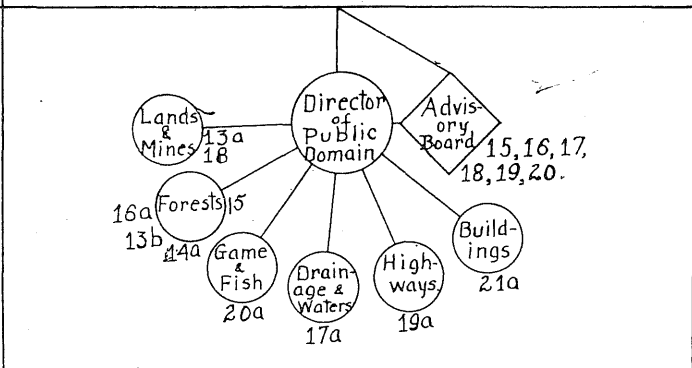 Director
of
Public
Domain
Advis-
ory
Board
15, 16, 17,
18, 19, 20.
Lands
&
Mines
13a
18
Forests
15
16a
13b
14a
Game
&
Fish
20a
Drain-
age &
Waters
17a
High-
ways
19a
Build-
ings
21a